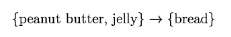 {peanut butter, jelly} → {bread}